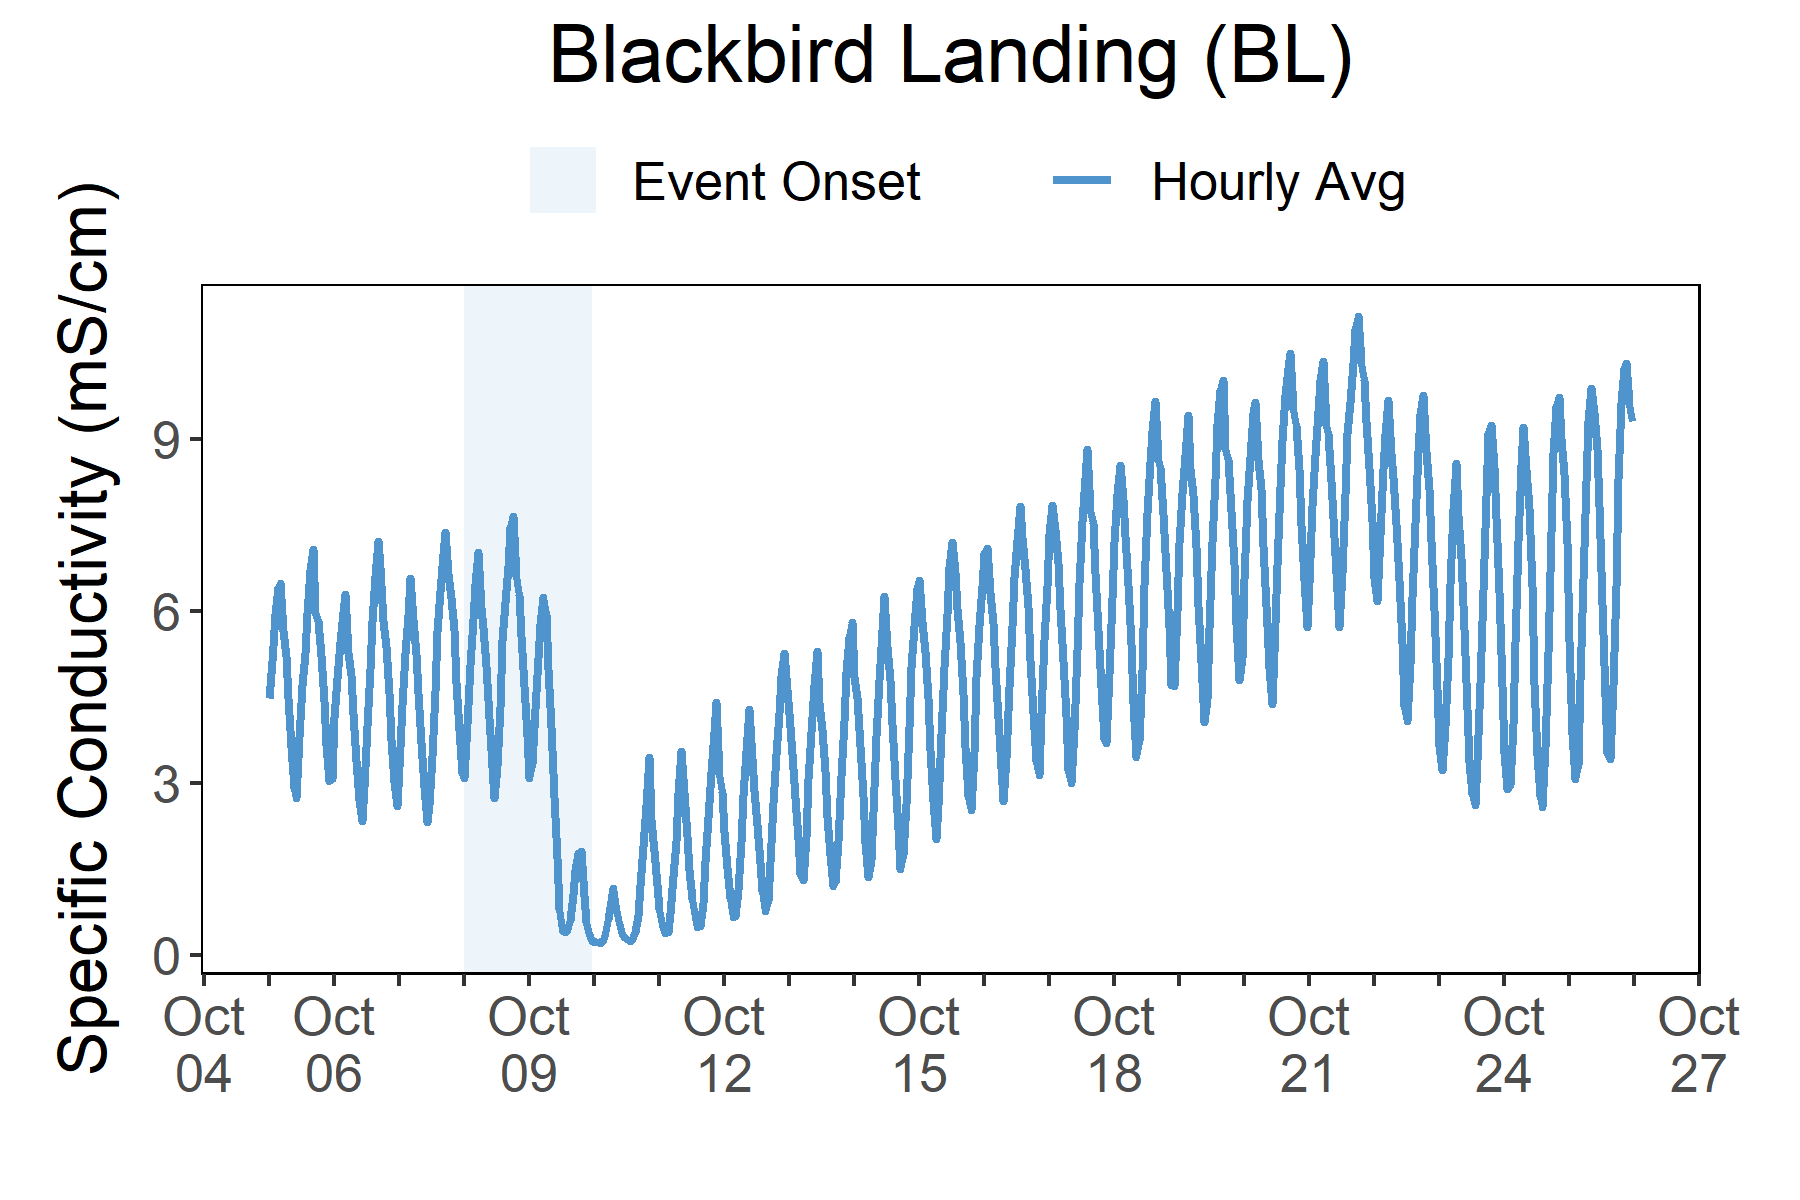 Blackbird Landing (BL)
Event Onset
Hourly Avg
Specific Conductivity (mS/cm)
9
6
3
0
Oct 04
Oct 06
Oct 09
Oct 12
Oct 15
Oct 18
Oct 21
Oct 24
Oct 27